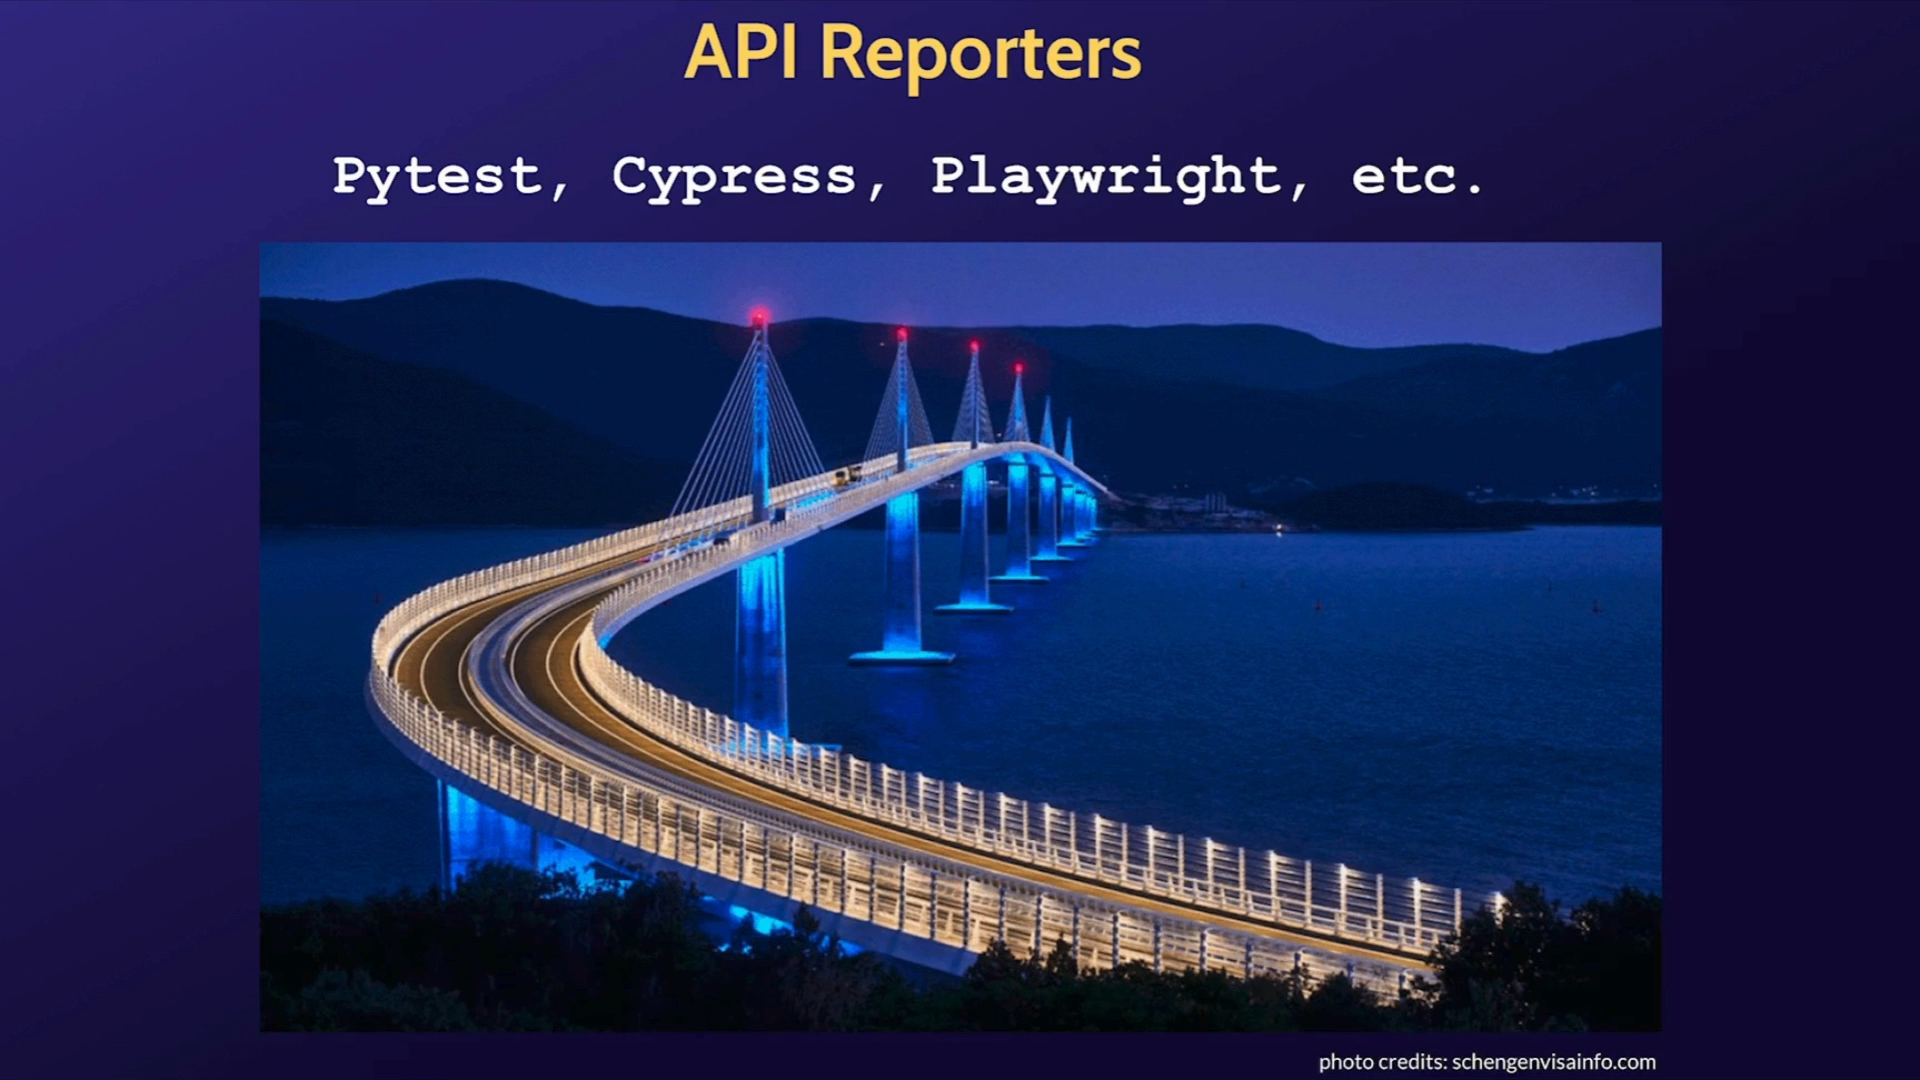 API Reporters
Pytest, Cypress, Playwright, etc.
photo credits: schengenvisainfo.com